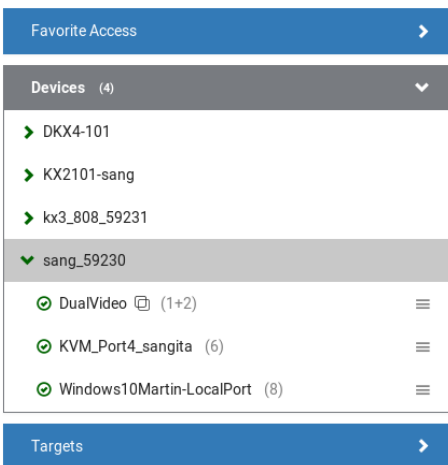 Favorite Access
Devices (4)
DKX4-101
KX2101-sang
kx3_808_59231
sang_59230
DualVideo (1+2)
KVM_Port4_sangita (6)
Windows10Martin-LocalPort (8)
Targets